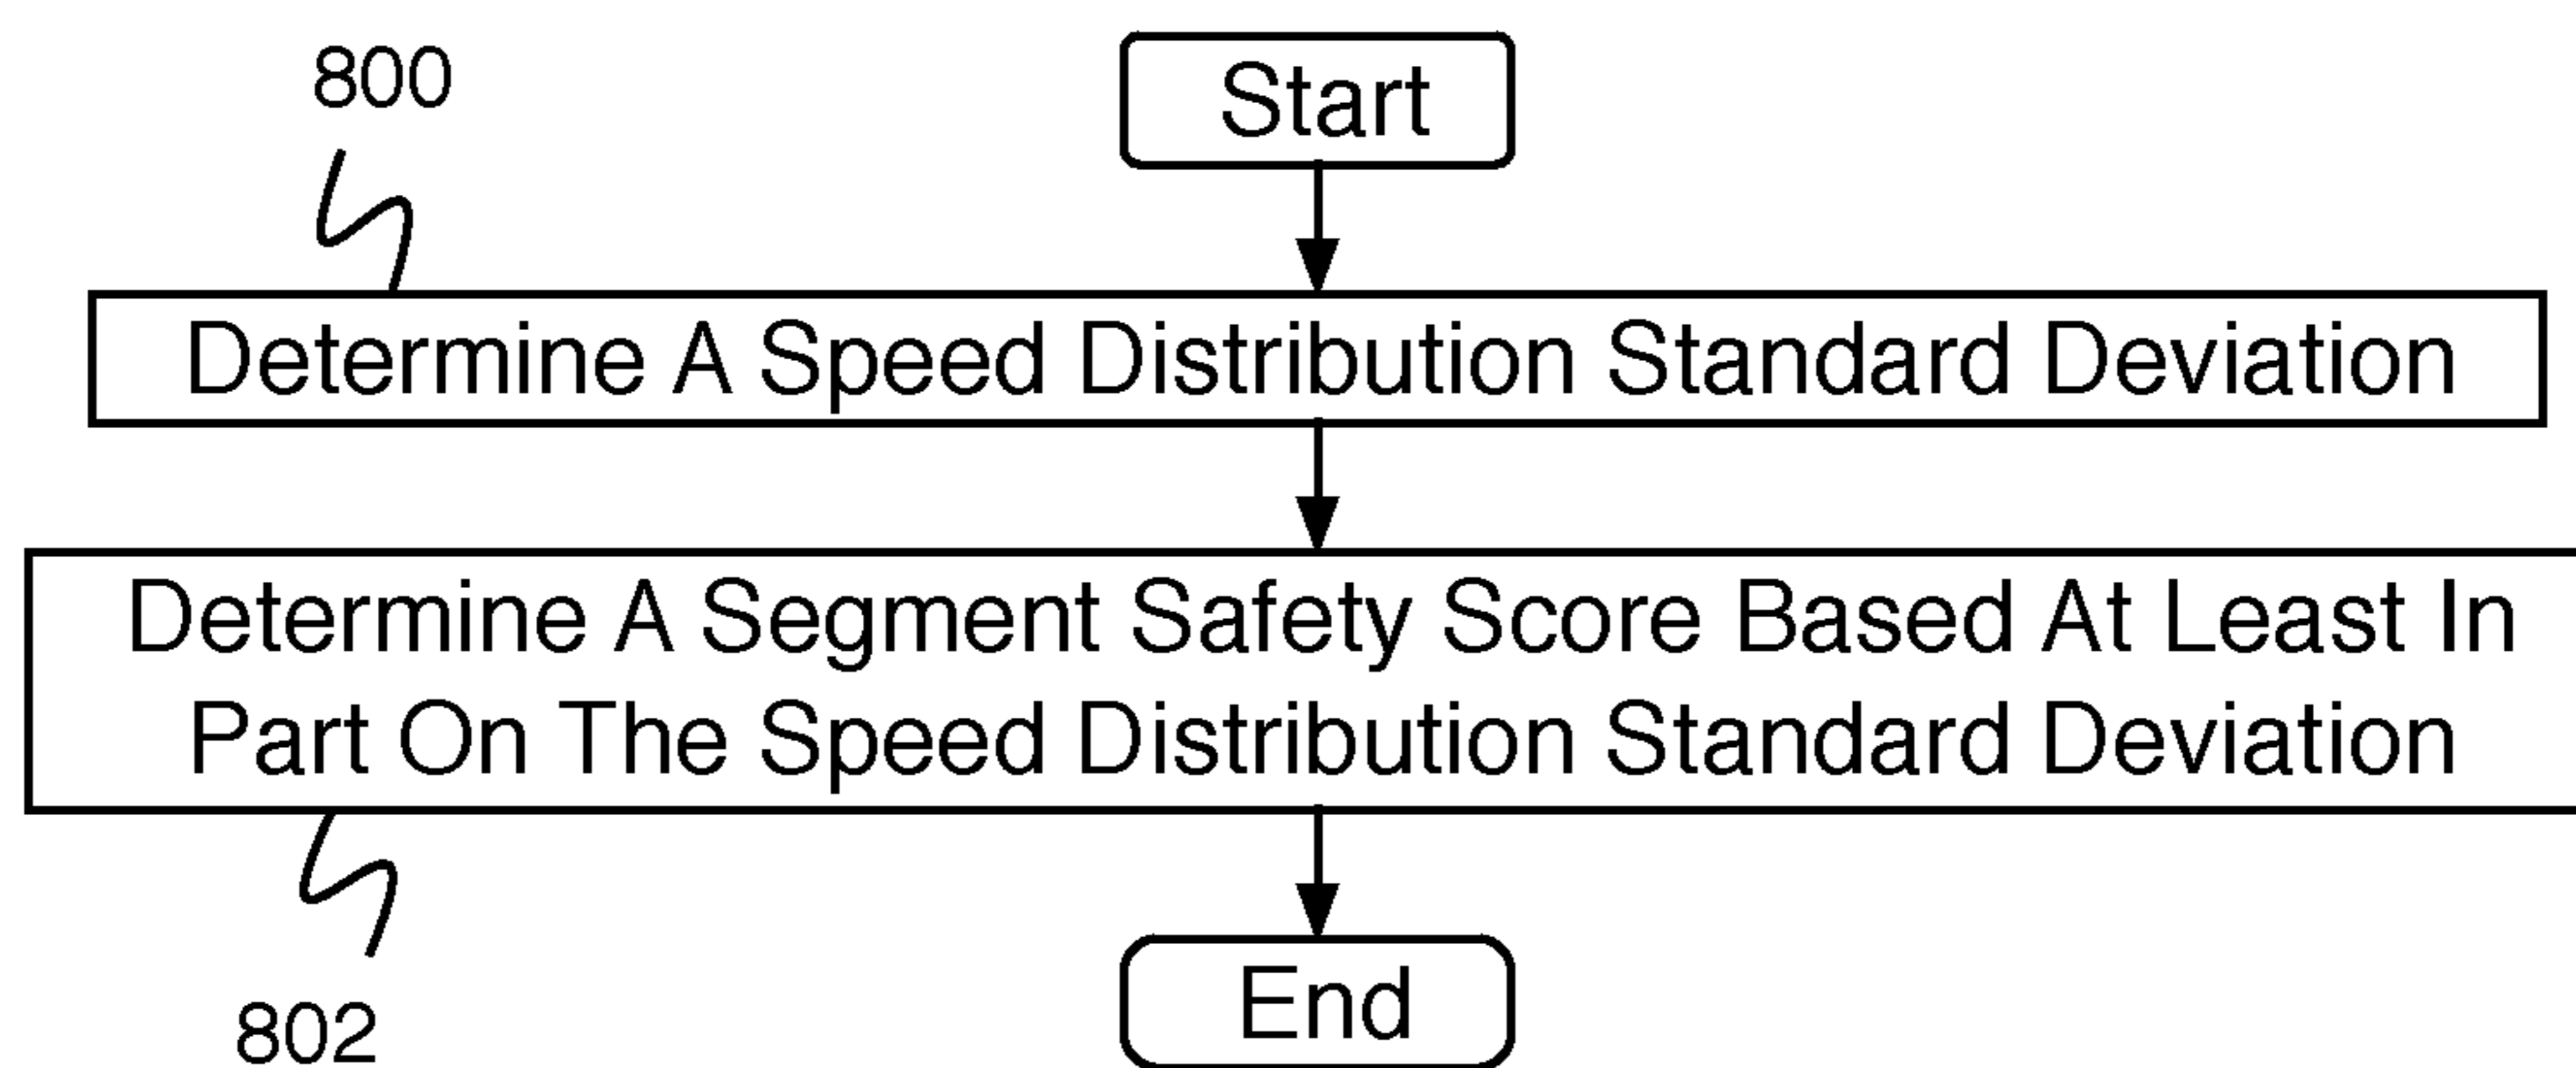 800
Start
Determine A Speed Distribution Standard Deviation
Determine A Segment Safety Score Based At Least In
Part On The Speed Distribution Standard Deviation
End
802